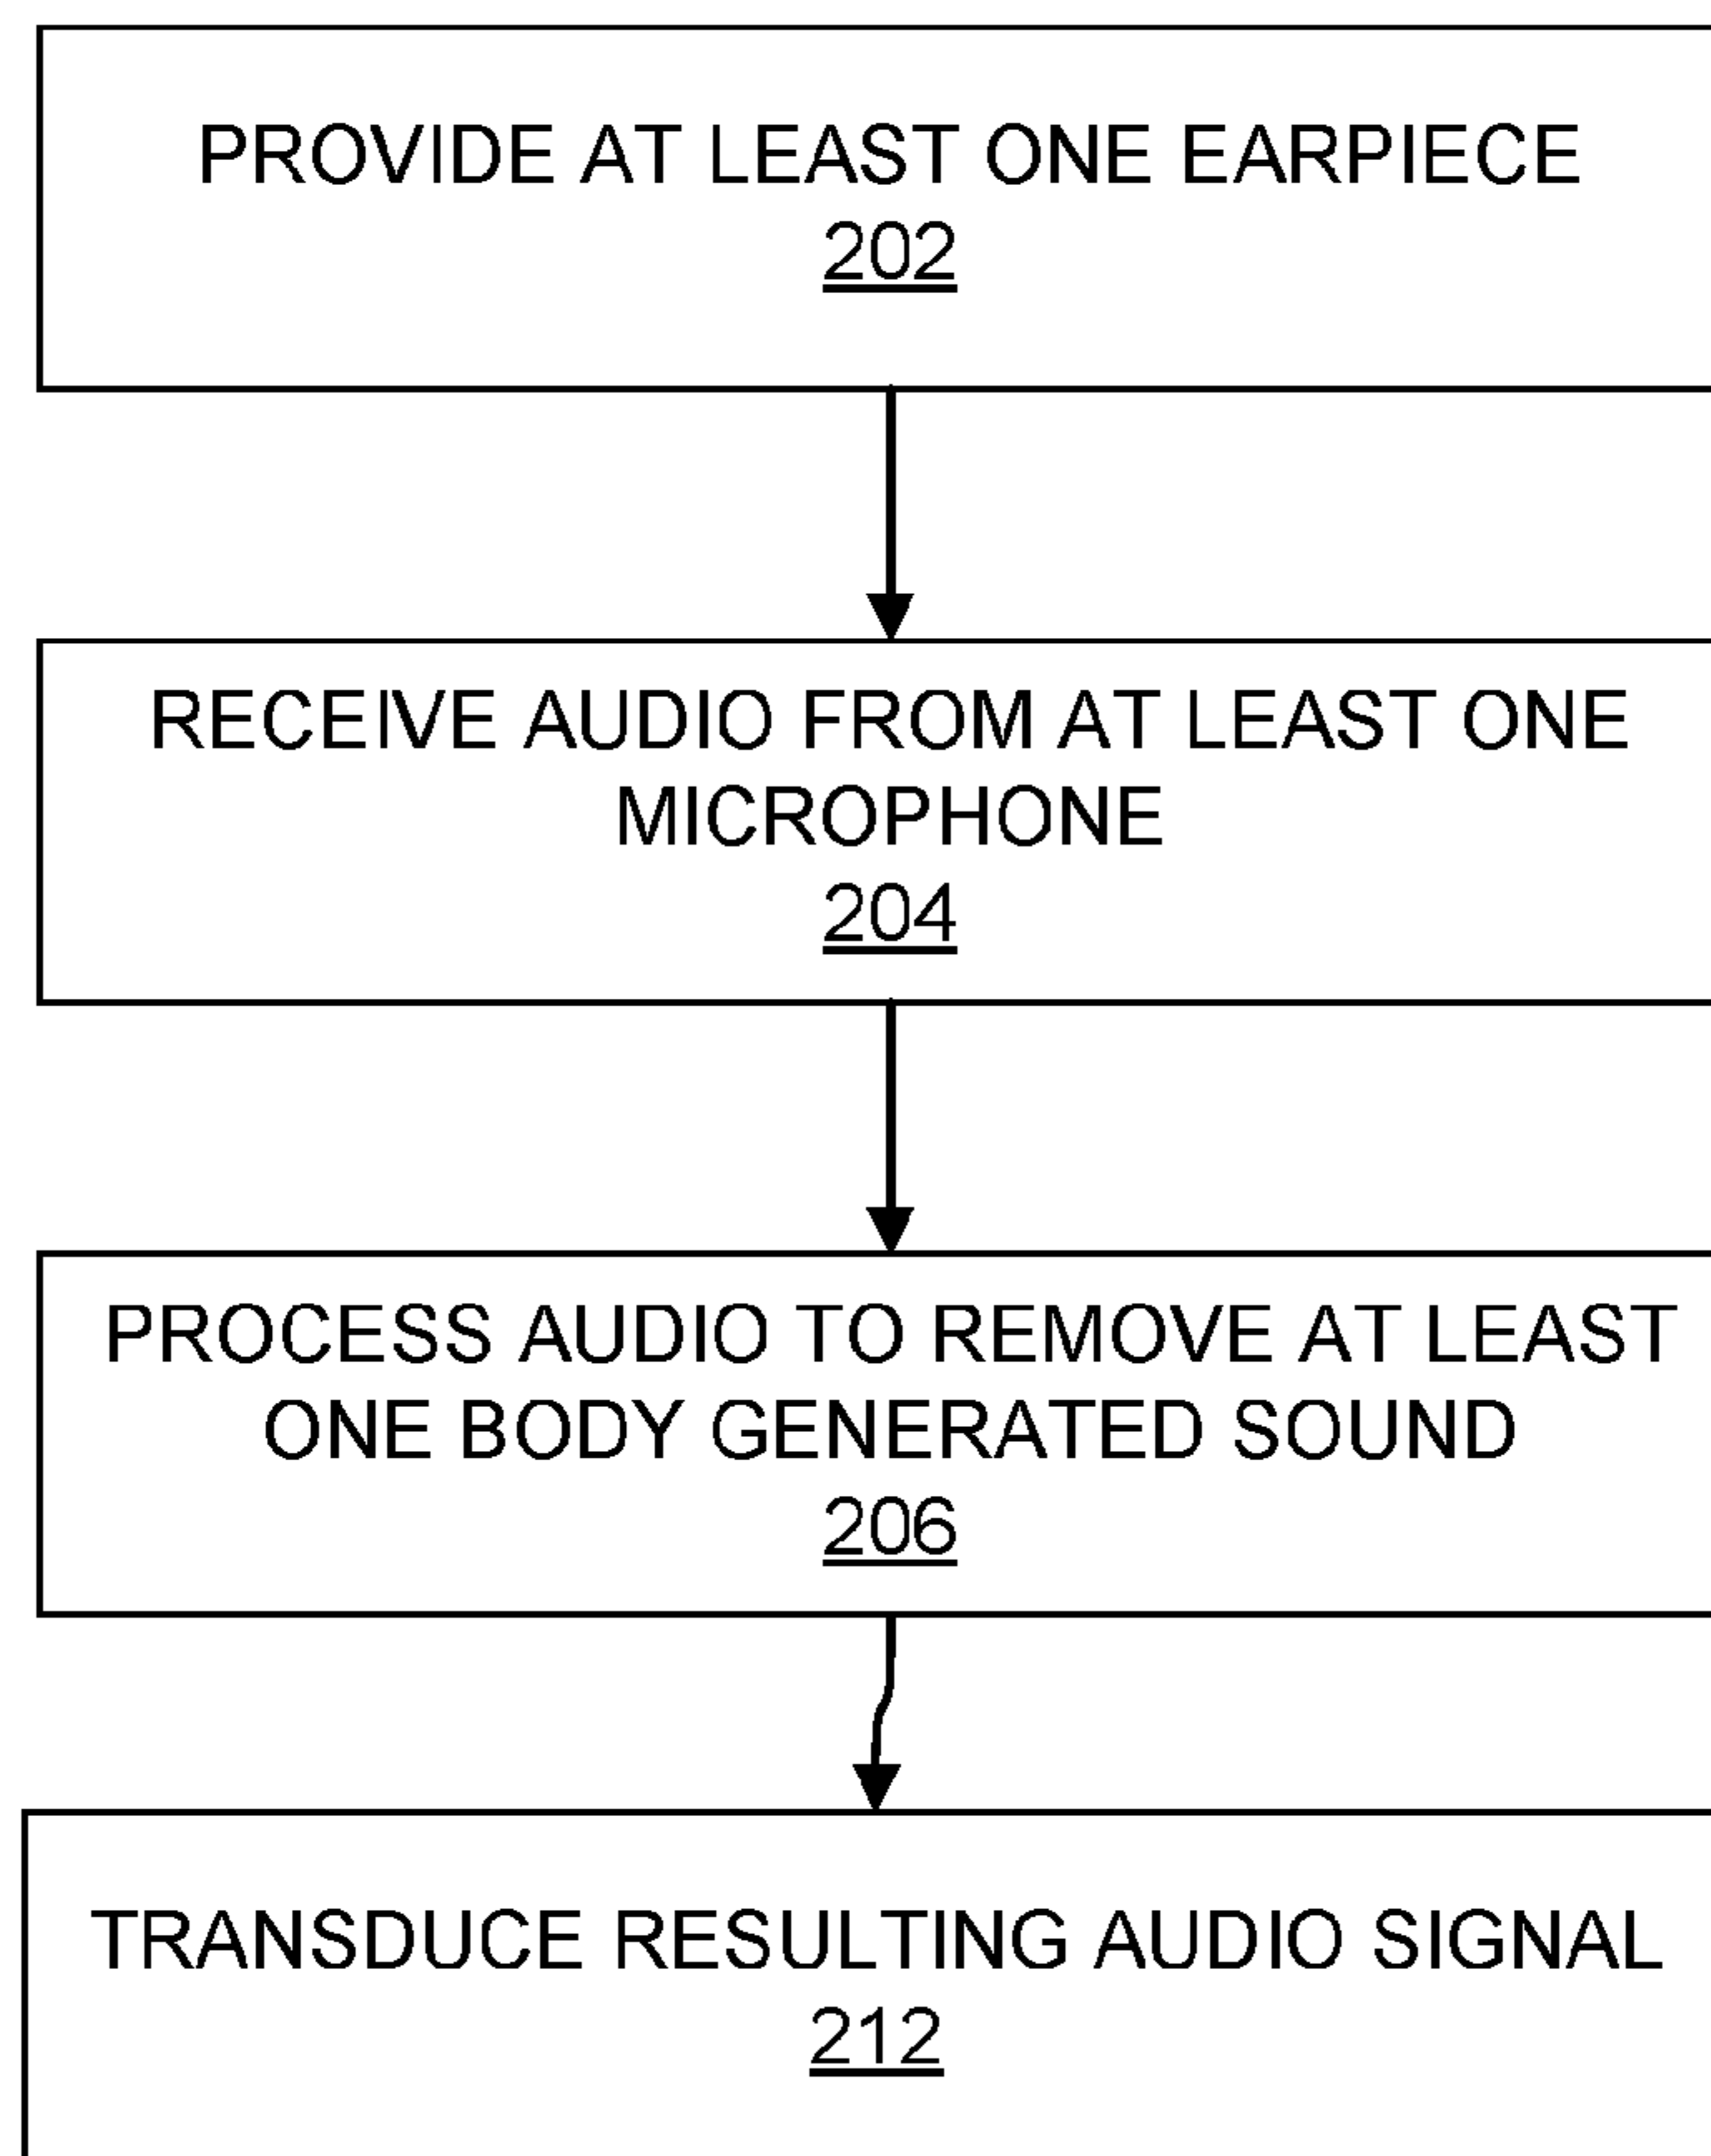 PROVIDE AT LEAST ONE EARPIECE
202
RECEIVE AUDIO FROM AT LEAST ONE
MICROPHONE
204
PROCESS AUDIO TO REMOVE AT LEAST
ONE BODY GENERATED SOUND
206
TRANSDUCE RESULTING AUDIO SIGNAL
212